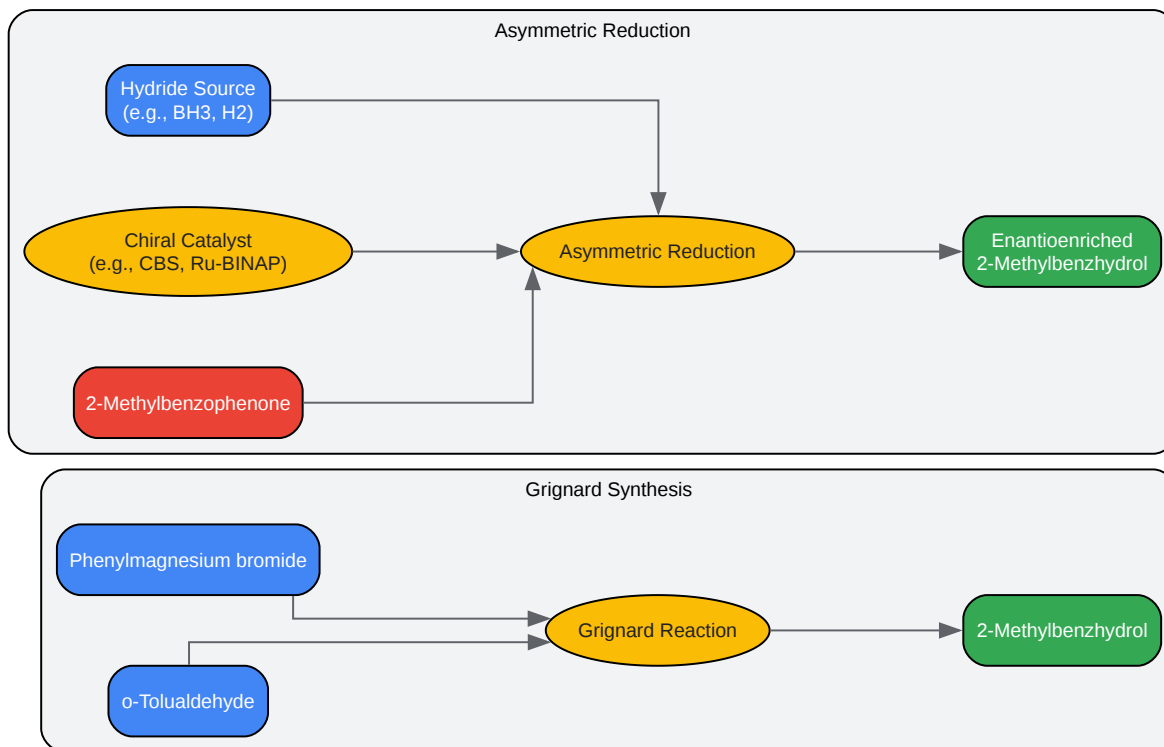 Asymmetric Reduction
Hydride Source
(e.g., BH3, H2)
Chiral Catalyst
(e.g., CBS, Ru-BINAP)
Asymmetric Reduction
Enantioenriched
2-Methylbenzhydrol
2-Methylbenzophenone
Grignard Synthesis
Phenylmagnesium bromide
Grignard Reaction
2-Methylbenzhydrol
o-Tolualdehyde